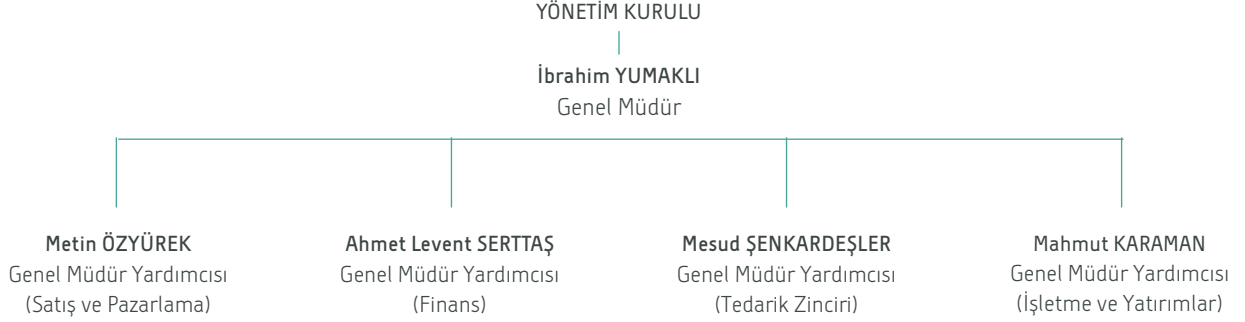 YÖNETİM KURULU
İbrahim YUMAKLI
Genel Müdür
Metin ÖZYÜREK
Genel Müdür Yardımcısı
(Satış ve Pazarlama)
Ahmet Levent SERTTAŞ
Genel Müdür Yardımcısı
(Finans)
Mesud ŞENKARDEŞLER
Genel Müdür Yardımcısı
(Tedarik Zinciri)
Mahmut KARAMAN
Genel Müdür Yardımcısı
(İşletme ve Yatırımlar)